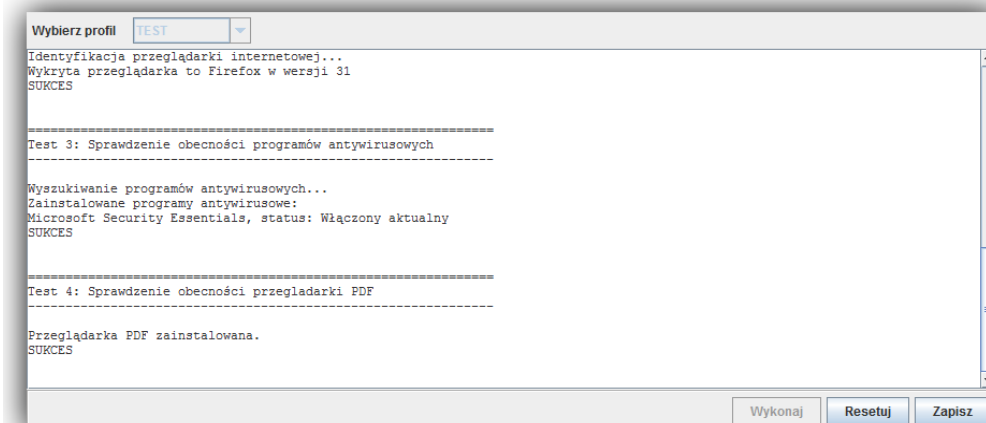 Wybierz profil TEST
Identyfikacja przeglądarki internetowej...
Wykryta przeglądarka to Firefox w wersji 31
SUKCES
==============================================================
Test 3: Sprawdzenie obecności programów antywirusowych
--------------------------------------------------------------
Wyszukiwanie programów antywirusowych...
Zainstalowane programy antywirusowe:
Microsoft Security Essentials, status: Włączony aktualny
SUKCES
==============================================================
Test 4: Sprawdzenie obecności przegladarki PDF
--------------------------------------------------------------
Przeglądarka PDF zainstalowana.
SUKCES
Wykonaj Resetuj Zapisz